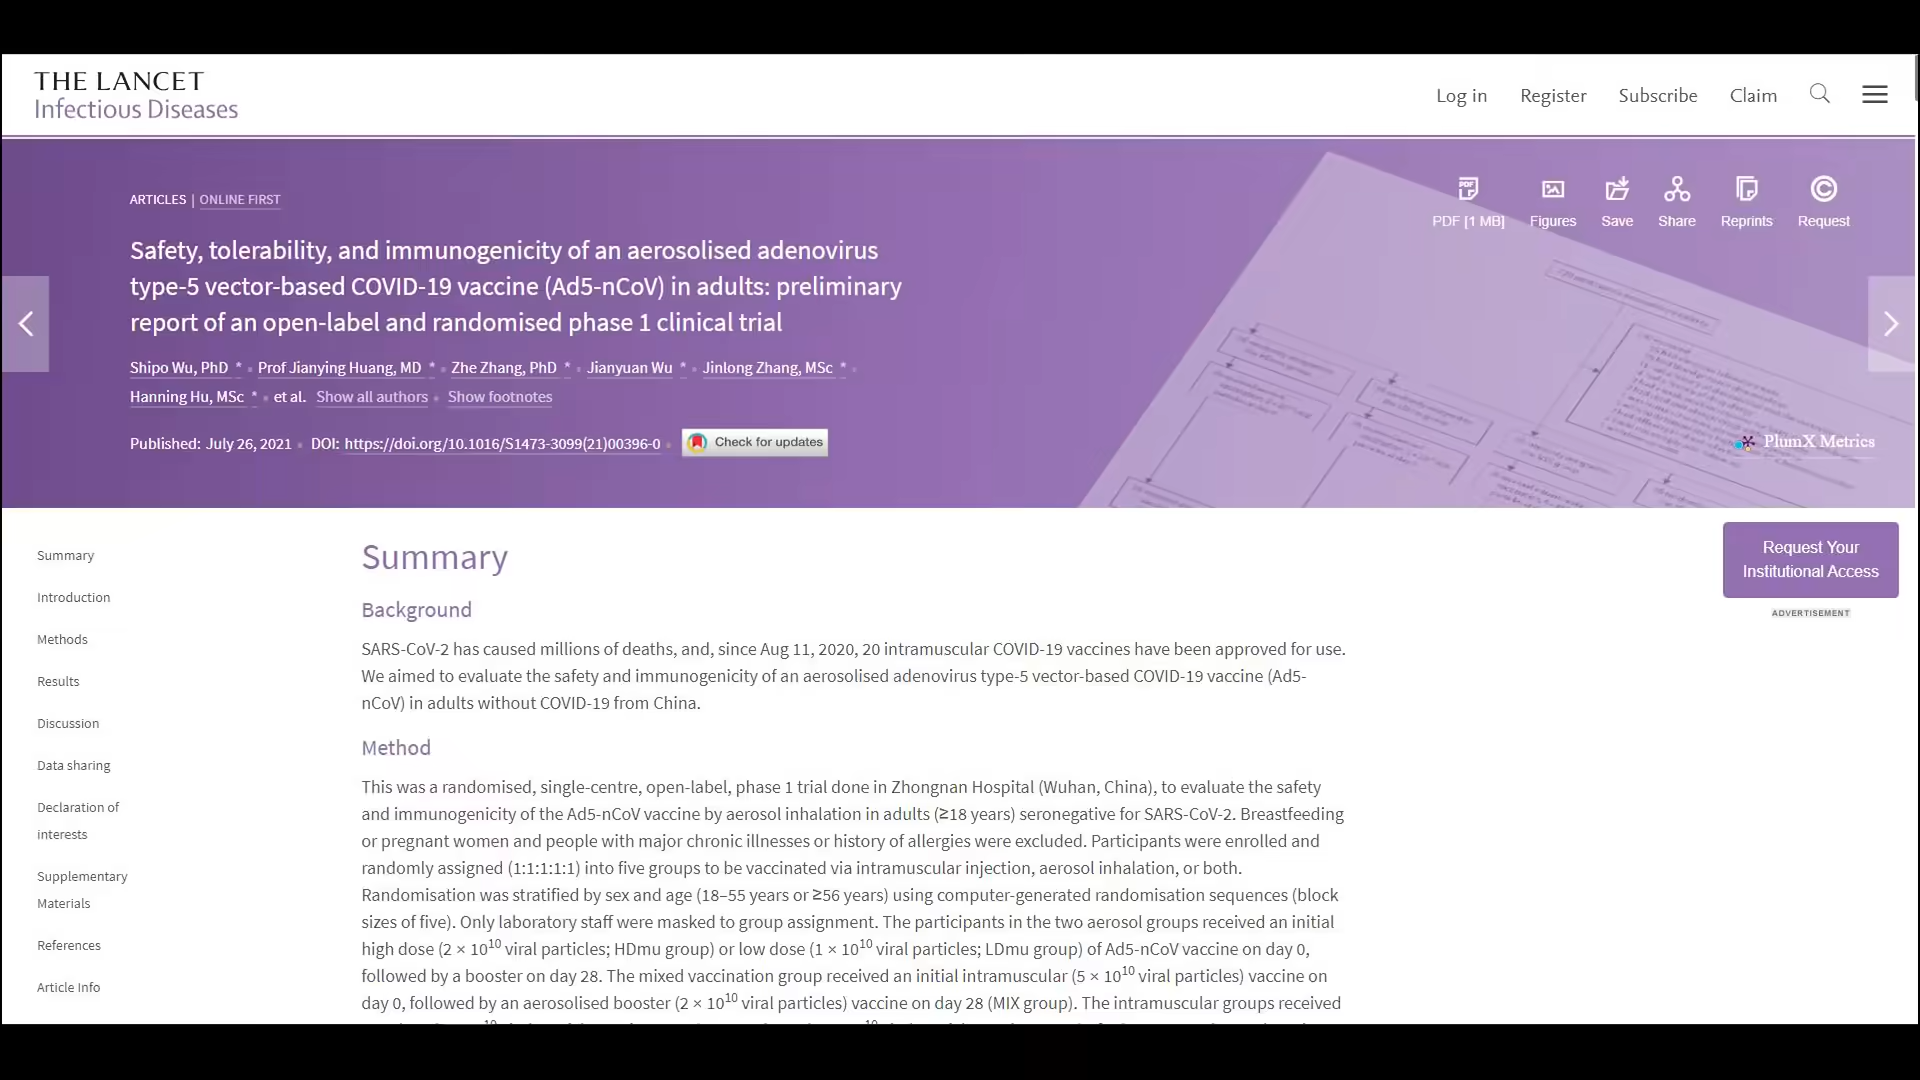 THE LANCET
Infectious Diseases
Log in Register Subscribe Claim
ARTICLES | ONLINE FIRST
PDF [1 MB] Figures Save Share Reprints Request
Safety, tolerability, and immunogenicity of an aerosolised adenovirus
type-5 vector-based COVID-19 vaccine (Ad5-nCoV) in adults: preliminary
report of an open-label and randomised phase 1 clinical trial
Shipo Wu, PhD * • Prof Jianying Huang, MD * • Zhe Zhang, PhD * • Jianyuan Wu * • Jinlong Zhang, MSc * •
Hanning Hu, MSc * • et al. Show all authors • Show footnotes
Published: July 26, 2021 • DOI: https://doi.org/10.1016/S1473-3099(21)00396-0 • Check for updates
PlumX Metrics
Summary
Introduction
Methods
Results
Discussion
Data sharing
Declaration of
interests
Supplementary
Materials
References
Article Info
Summary
Background
SARS-CoV-2 has caused millions of deaths, and, since Aug 11, 2020, 20 intramuscular COVID-19 vaccines have been approved for use.
We aimed to evaluate the safety and immunogenicity of an aerosolised adenovirus type-5 vector-based COVID-19 vaccine (Ad5-
nCoV) in adults without COVID-19 from China.
Method
This was a randomised, single-centre, open-label, phase 1 trial done in Zhongnan Hospital (Wuhan, China), to evaluate the safety
and immunogenicity of the Ad5-nCoV vaccine by aerosol inhalation in adults (≥18 years) seronegative for SARS-CoV-2. Breastfeeding
or pregnant women and people with major chronic illnesses or history of allergies were excluded. Participants were enrolled and
randomly assigned (1:1:1:1:1) into five groups to be vaccinated via intramuscular injection, aerosol inhalation, or both.
Randomisation was stratified by sex and age (18–55 years or ≥56 years) using computer-generated randomisation sequences (block
sizes of five). Only laboratory staff were masked to group assignment. The participants in the two aerosol groups received an initial
high dose (2 × 10¹⁰ viral particles; HDmu group) or low dose (1 × 10¹⁰ viral particles; LDmu group) of Ad5-nCoV vaccine on day 0,
followed by a booster on day 28. The mixed vaccination group received an initial intramuscular (5 × 10¹⁰ viral particles) vaccine on
day 0, followed by an aerosolised booster (2 × 10¹⁰ viral particles) vaccine on day 28 (MIX group). The intramuscular groups received
Request Your
Institutional Access
ADVERTISEMENT